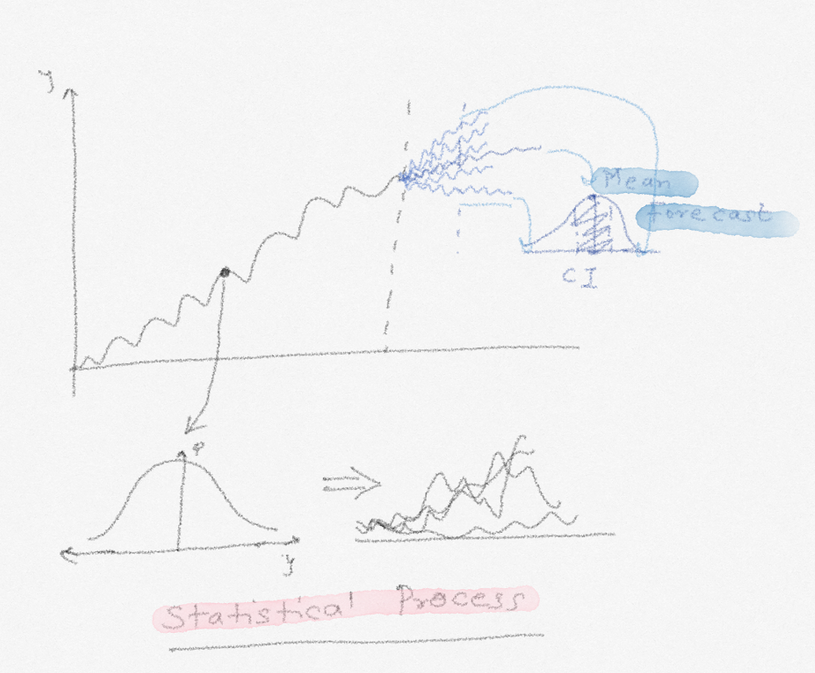 y
Mean
forecast
CI
P
y
Statistical Process